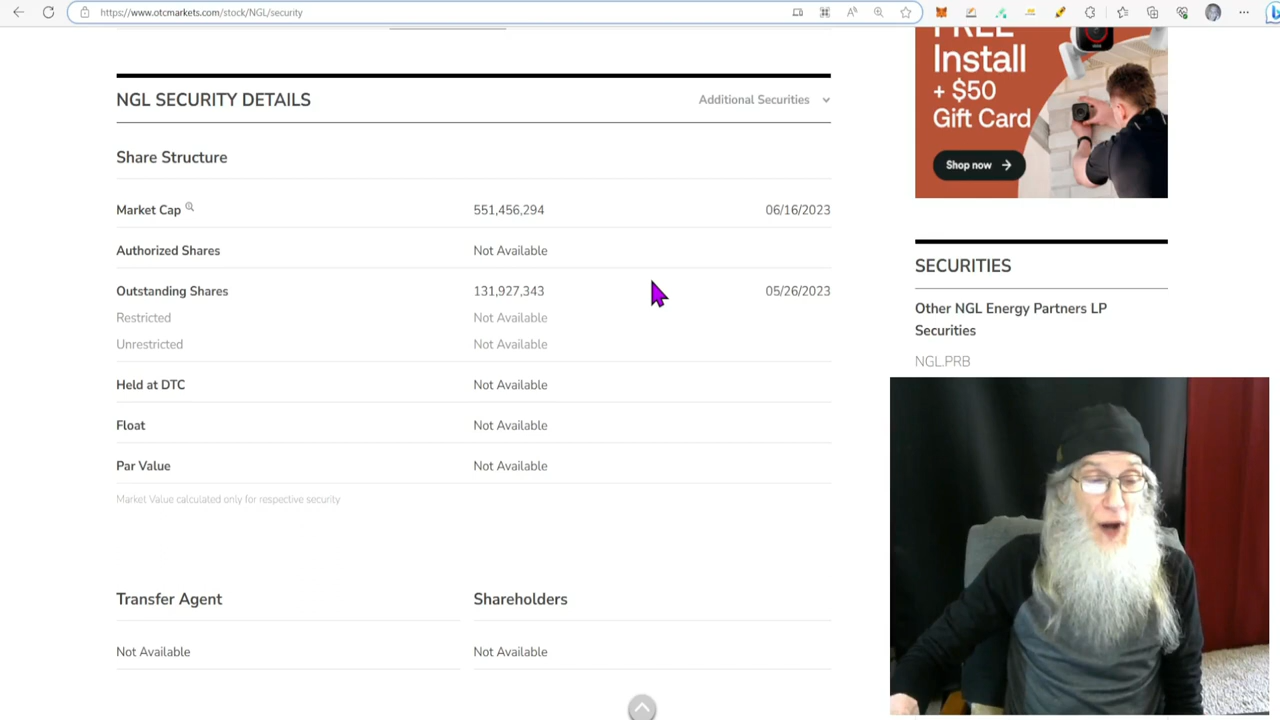 https://www.otcmarkets.com/stock/NGL/security
FREE
Install
+ $50
Gift Card
Shop now
NGL SECURITY DETAILS
Additional Securities
Share Structure
Market Cap 551,456,294 06/16/2023
Authorized Shares Not Available
Outstanding Shares 131,927,343 05/26/2023
Restricted Not Available
Unrestricted Not Available
Held at DTC Not Available
Float Not Available
Par Value Not Available
Market Value calculated only for respective security
Transfer Agent
Not Available
Shareholders
Not Available
SECURITIES
Other NGL Energy Partners LP
Securities
NGL.PRB